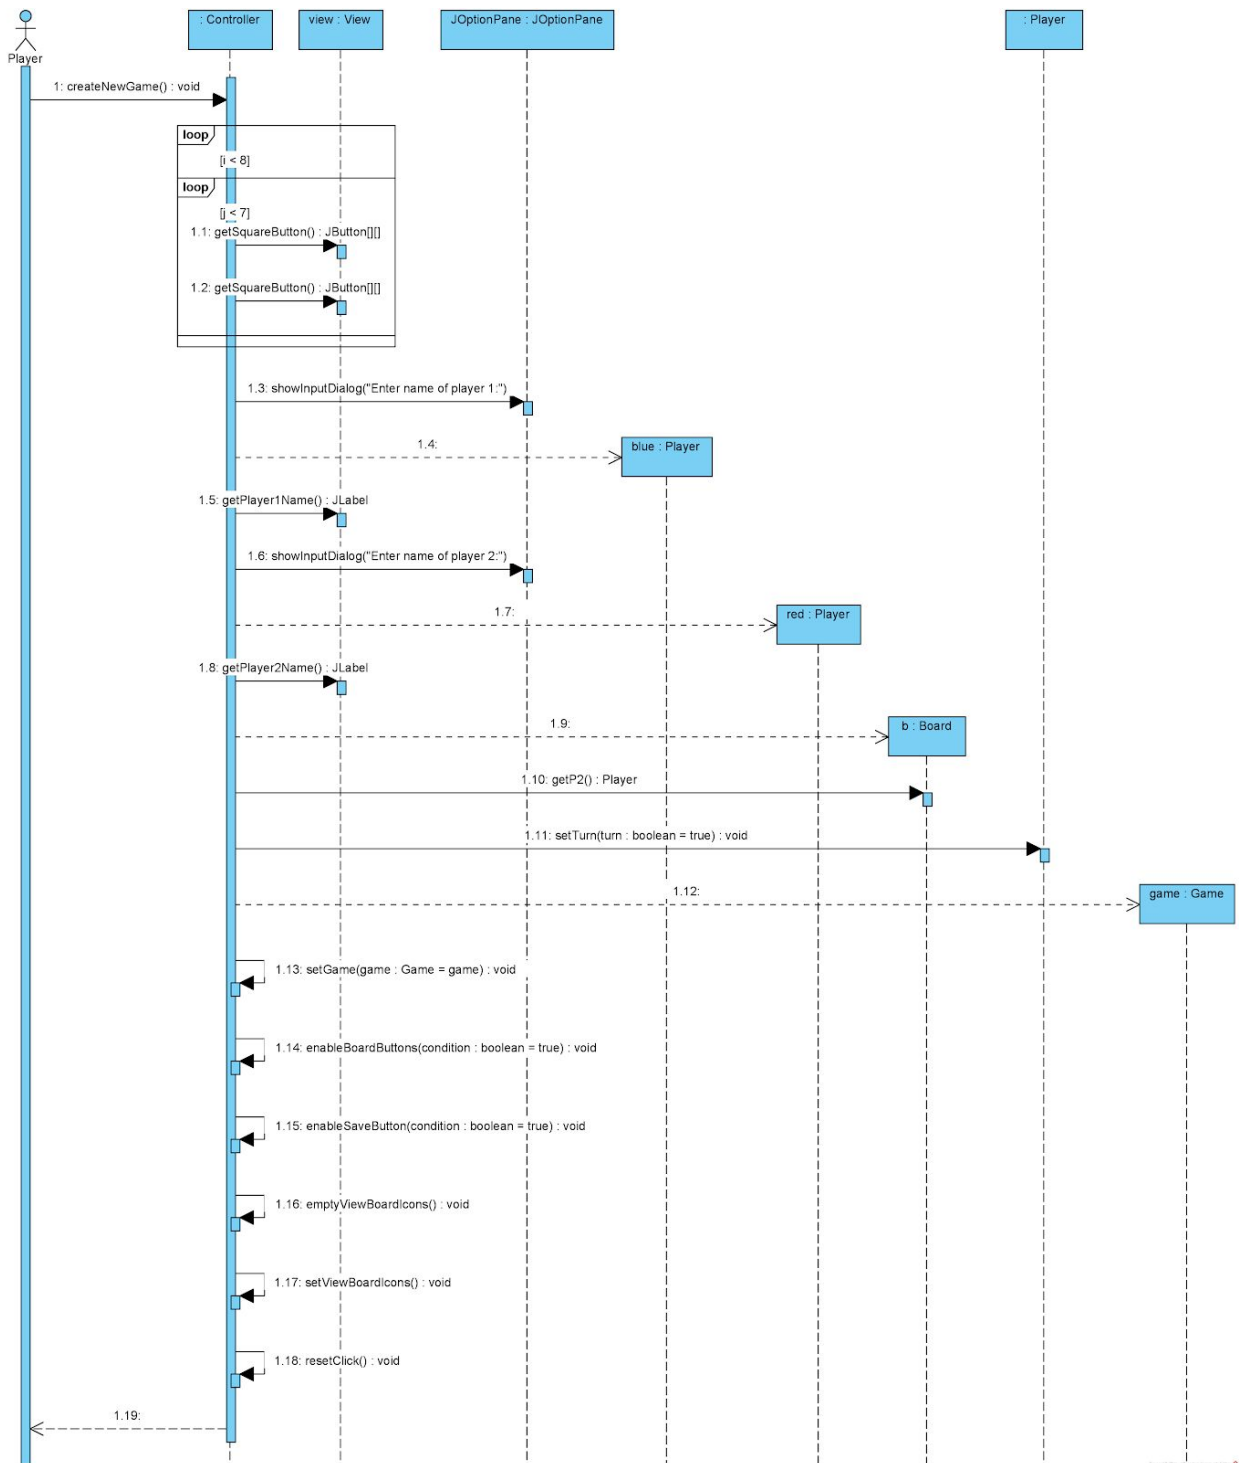 : Controller
view : View
JOptionPane : JOptionPane
: Player
Player
1: createNewGame() : void
loop
[i < 8]
loop
[j < 7]
1.1: getSquareButton() : JButton[][]
1.2: getSquareButton() : JButton[][]
1.3: showInputDialog("Enter name of player 1:")
1.4:
blue : Player
1.5: getPlayer1Name() : JLabel
1.6: showInputDialog("Enter name of player 2:")
1.7:
red : Player
1.8: getPlayer2Name() : JLabel
1.9:
b : Board
1.10: getP2() : Player
1.11: setTurn(turn : boolean = true) : void
1.12:
game : Game
1.13: setGame(game : Game = game) : void
1.14: enableBoardButtons(condition : boolean = true) : void
1.15: enableSaveButton(condition : boolean = true) : void
1.16: emptyViewBoardIcons() : void
1.17: setViewBoardIcons() : void
1.18: resetClick() : void
1.19: